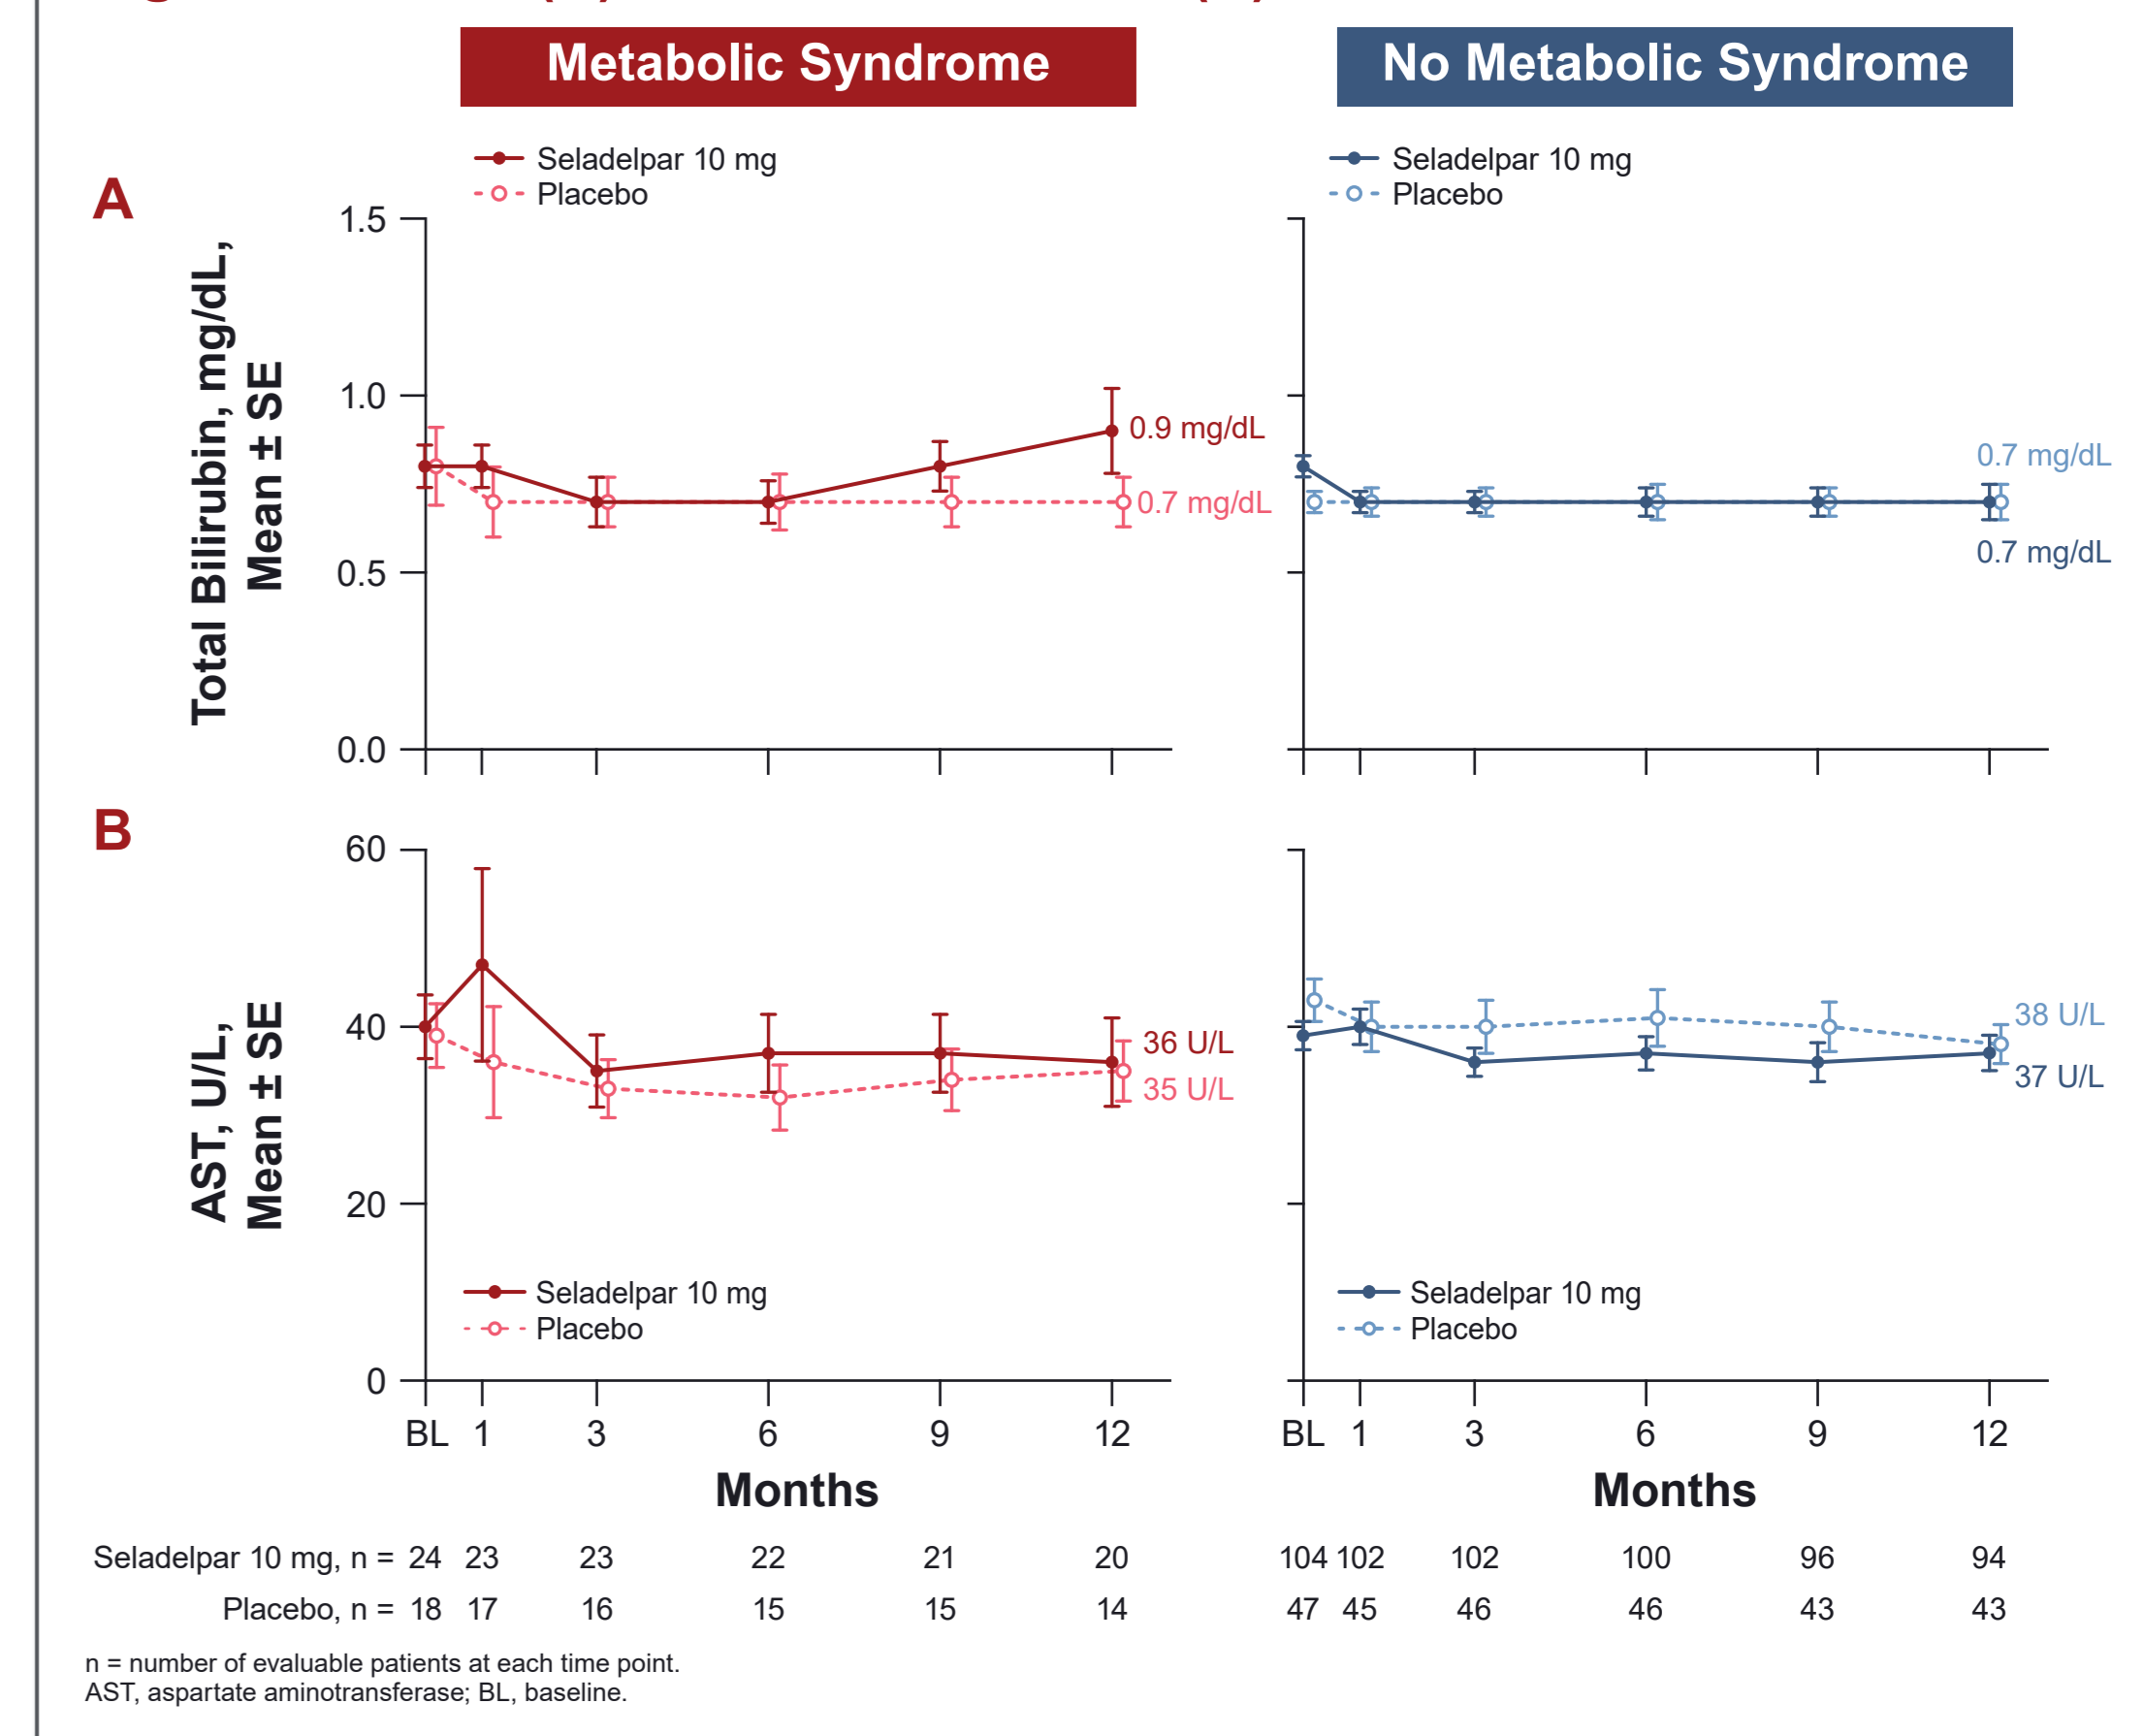 Metabolic Syndrome
No Metabolic Syndrome
A
Total Bilirubin, mg/dL,
Mean ± SE
Seladelpar 10 mg
Placebo
1.5
1.0
0.5
0.0
0.9 mg/dL
0.7 mg/dL
Seladelpar 10 mg
Placebo
0.7 mg/dL
0.7 mg/dL
B
AST, U/L,
Mean ± SE
60
40
20
0
36 U/L
35 U/L
Seladelpar 10 mg
Placebo
BL 1 3 6 9 12
Months
38 U/L
37 U/L
Seladelpar 10 mg
Placebo
BL 1 3 6 9 12
Months
Seladelpar 10 mg, n = 24 23 23 22 21 20 104 102 102 100 96 94
Placebo, n = 18 17 16 15 15 14 47 45 46 46 43 43
n = number of evaluable patients at each time point.
AST, aspartate aminotransferase; BL, baseline.